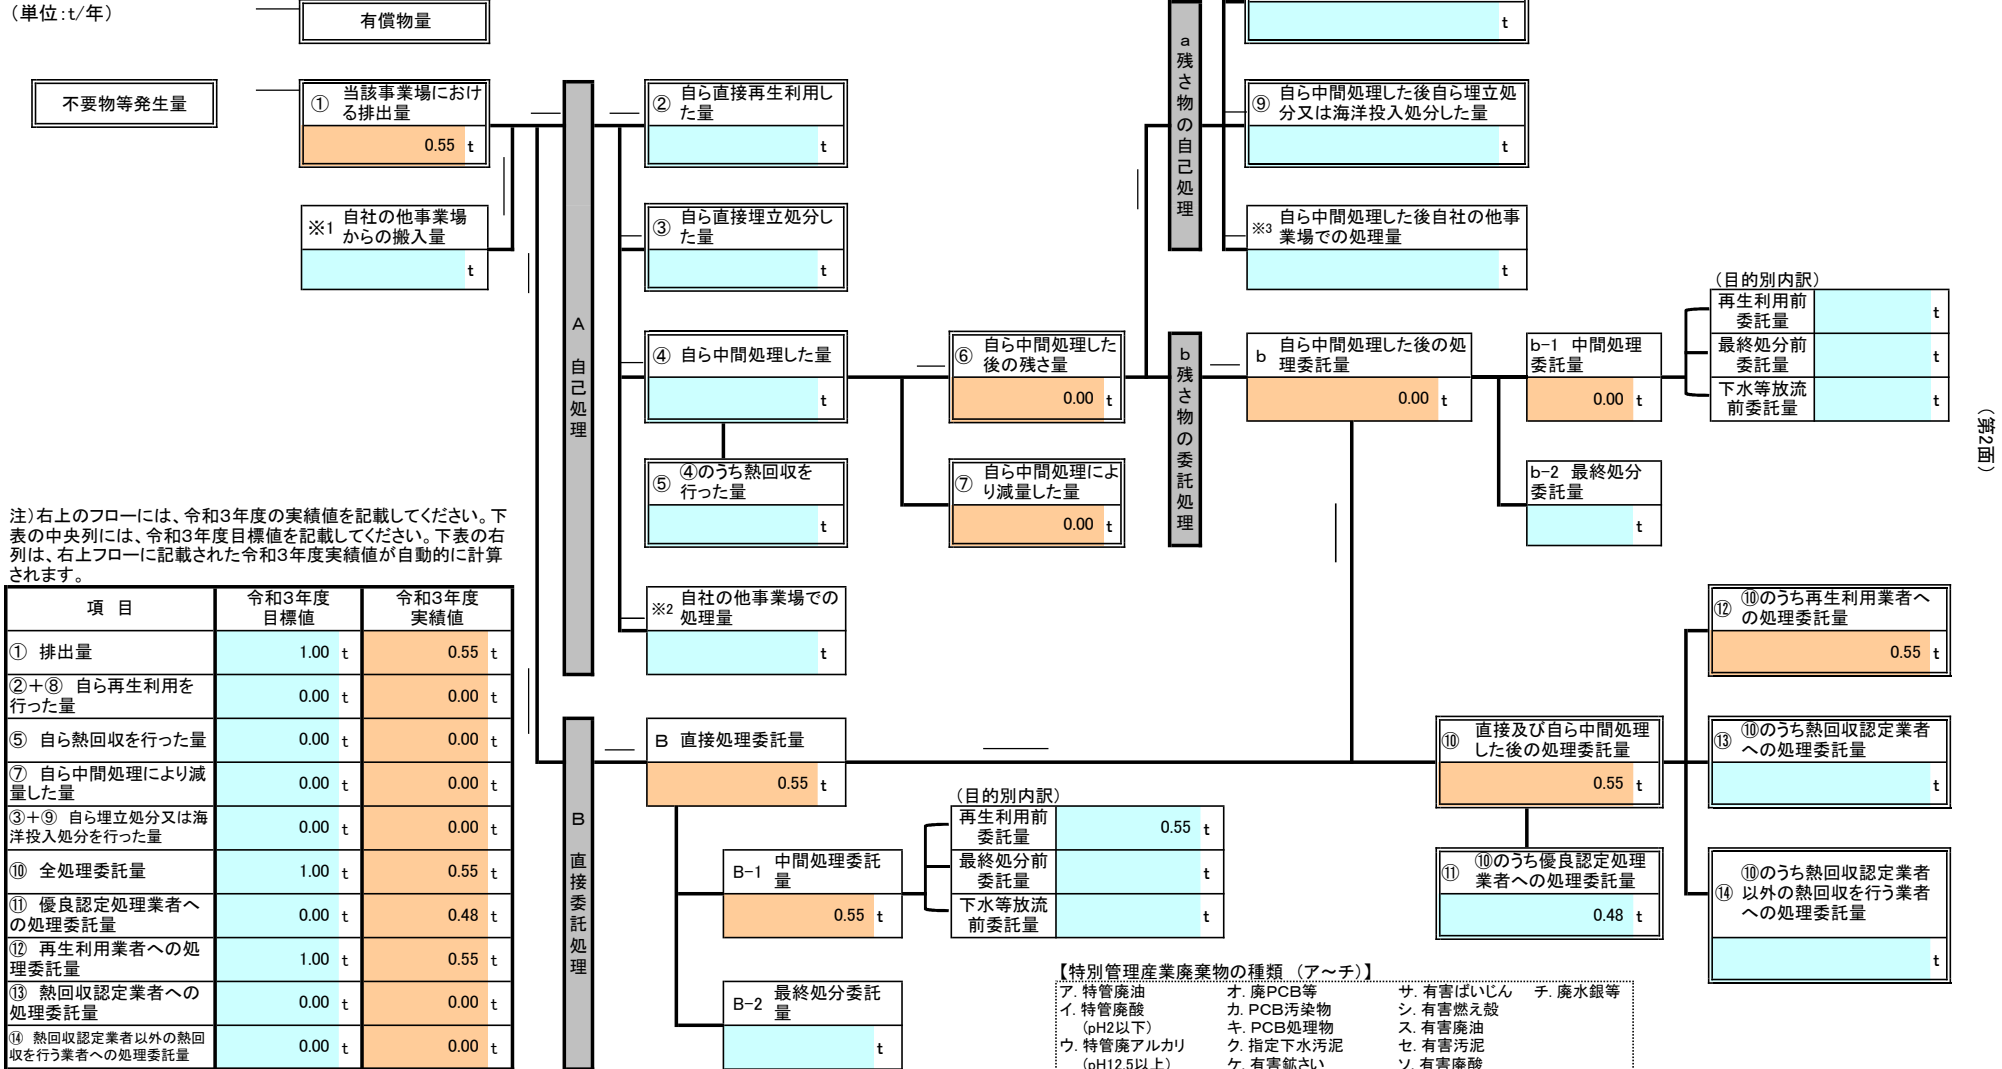 （単位：t/年）
有償物量
t
不要物等発生量
① 当該事業場におけ
る排出量
0.55 t
※1 自社の他事業場
からの搬入量
t
A 自己処理
② 自ら直接再生利用し
た量
t
③ 自ら直接埋立処分し
た量
t
④ 自ら中間処理した量
t
⑤ ④のうち熱回収を
行った量
t
※2 自社の他事業場での
処理量
t
⑥ 自ら中間処理した
後の残さ量
0.00 t
⑦ 自ら中間処理によ
り減量した量
0.00 t
a 残さ物の自己処理
⑨ 自ら中間処理した後自ら埋立処
分又は海洋投入処分した量
t
※3 自ら中間処理した後自社の他事
業場での処理量
t
b 残さ物の委託処理
b 自ら中間処理した後の処
理委託量
0.00 t
b-1 中間処理
委託量
0.00 t
b-2 最終処分
委託量
t
（目的別内訳）
再生利用前
委託量 t
最終処分前
委託量 t
下水等放流
前委託量 t
（第2面）
注）右上のフローには、令和3年度の実績値を記載してください。下
表の中央列には、令和3年度目標値を記載してください。下表の右
列は、右上フローに記載された令和3年度実績値が自動的に計算
されます。
項 目 令和3年度
目標値 令和3年度
実績値
① 排出量 1.00 t 0.55 t
②＋⑧ 自ら再生利用を
行った量 0.00 t 0.00 t
⑤ 自ら熱回収を行った量 0.00 t 0.00 t
⑦ 自ら中間処理により減
量した量 0.00 t 0.00 t
③＋⑨ 自ら埋立処分又は海
洋投入処分を行った量 0.00 t 0.00 t
⑩ 全処理委託量 1.00 t 0.55 t
⑪ 優良認定処理業者へ
の処理委託量 0.00 t 0.48 t
⑫ 再生利用業者への処
理委託量 1.00 t 0.55 t
⑬ 熱回収認定業者への
処理委託量 0.00 t 0.00 t
⑭ 熱回収認定業者以外の熱回
収を行う業者への処理委託量 0.00 t 0.00 t
B 直接委託処理
B 直接処理委託量
0.55 t
B-1 中間処理委託
量
0.55 t
B-2 最終処分委託
量
t
（目的別内訳）
再生利用前
委託量 0.55 t
最終処分前
委託量 t
下水等放流
前委託量 t
⑩ 直接及び自ら中間処理
した後の処理委託量
0.55 t
⑪ ⑩のうち優良認定処理
業者への処理委託量
0.48 t
⑫ ⑩のうち再生利用業者へ
の処理委託量
0.55 t
⑬ ⑩のうち熱回収認定業者
への処理委託量
t
⑭ ⑩のうち熱回収認定業者
以外の熱回収を行う業者
への処理委託量
t
【特別管理産業廃棄物の種類 （ア～チ）】
ア. 特管廃油 オ. 廃PCB等 サ. 有害ばいじん チ. 廃水銀等
イ. 特管廃酸 カ. PCB汚染物 シ. 有害燃え殻
（pH2以下） キ. PCB処理物 ス. 有害廃油
ウ. 特管廃アルカリ ク. 指定下水汚泥 セ. 有害汚泥
（pH12.5以上） ケ. 有害鉱さい ソ. 有害廃酸